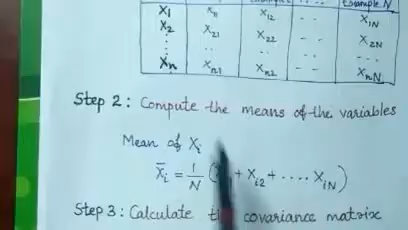 Example N
X1 x11 x12 -- x1N
X2 x21 x22 -- x2N
: .. .. ...
Xn xn1 xn2 -- xnN
Step 2: Compute the means of the variables
Mean of Xi
X̄i = 1/N ( + Xi2 + .... XiN)
Step 3: Calculate the covariance matrix